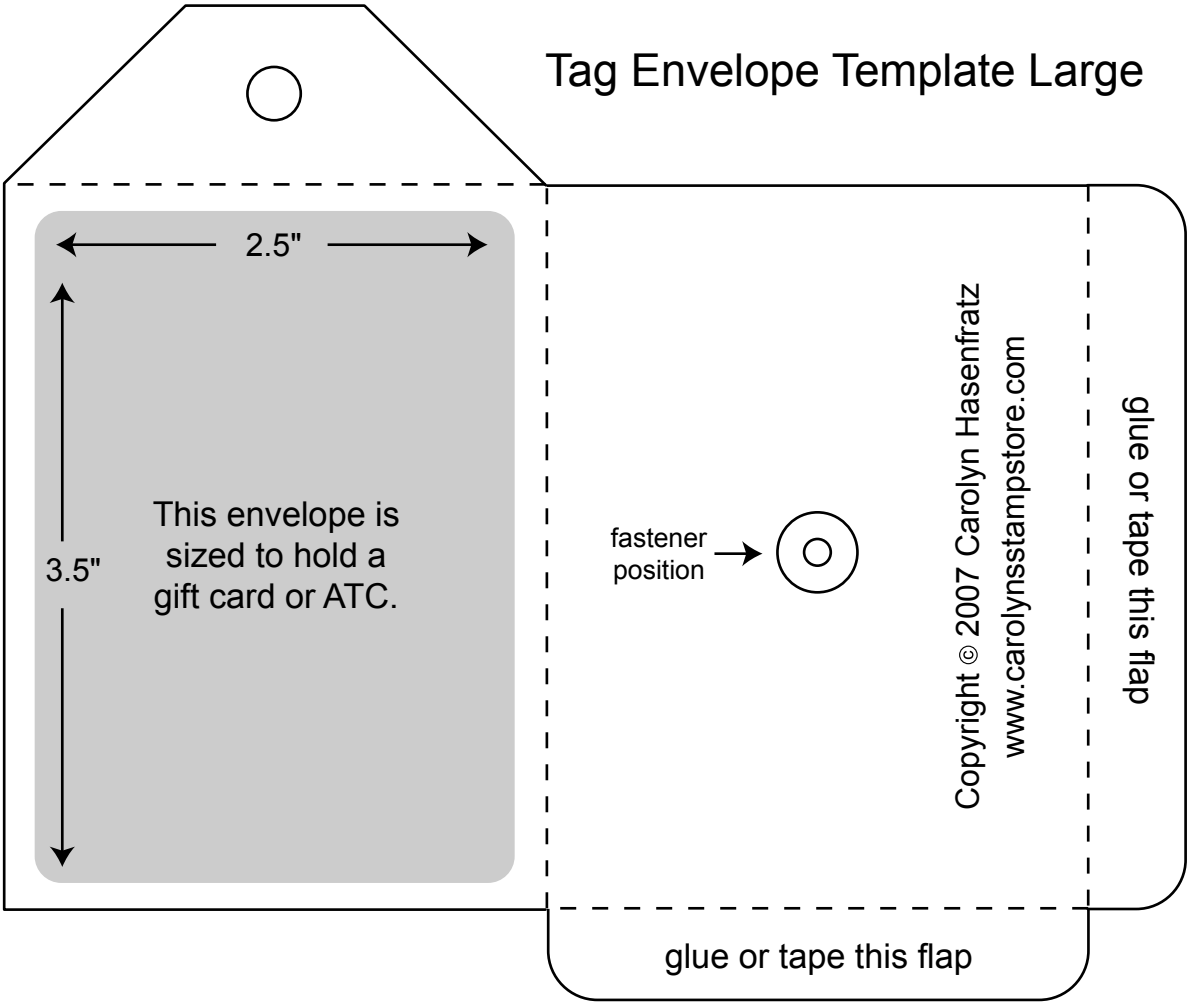 Tag Envelope Template Large
2.5"
3.5"
This envelope is
sized to hold a
gift card or ATC.
fastener
position
Copyright © 2007 Carolyn Hasenfratz
www.carolynsstampstore.com
glue or tape this flap
glue or tape this flap